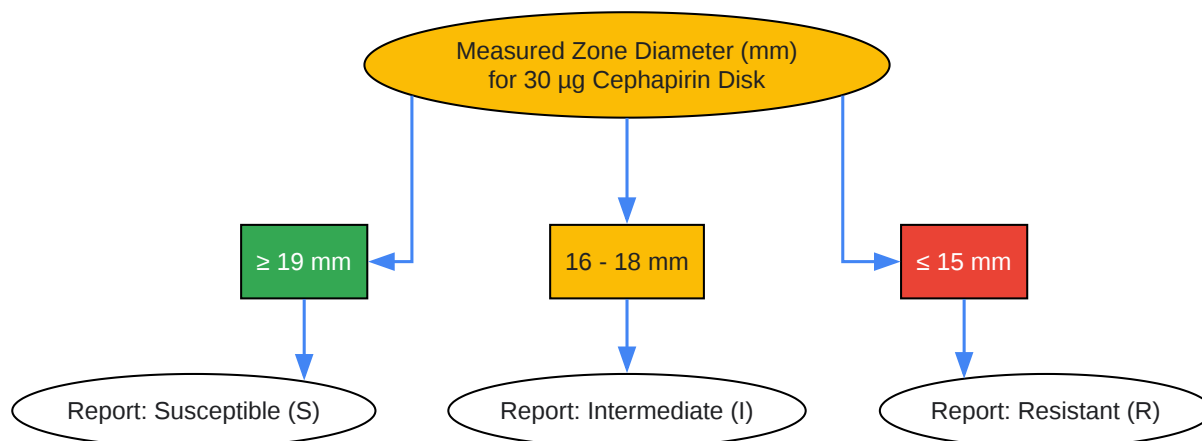 Measured Zone Diameter (mm)
for 30 µg Cephapirin Disk
≥ 19 mm
16 - 18 mm
≤ 15 mm
Report: Susceptible (S)
Report: Intermediate (I)
Report: Resistant (R)